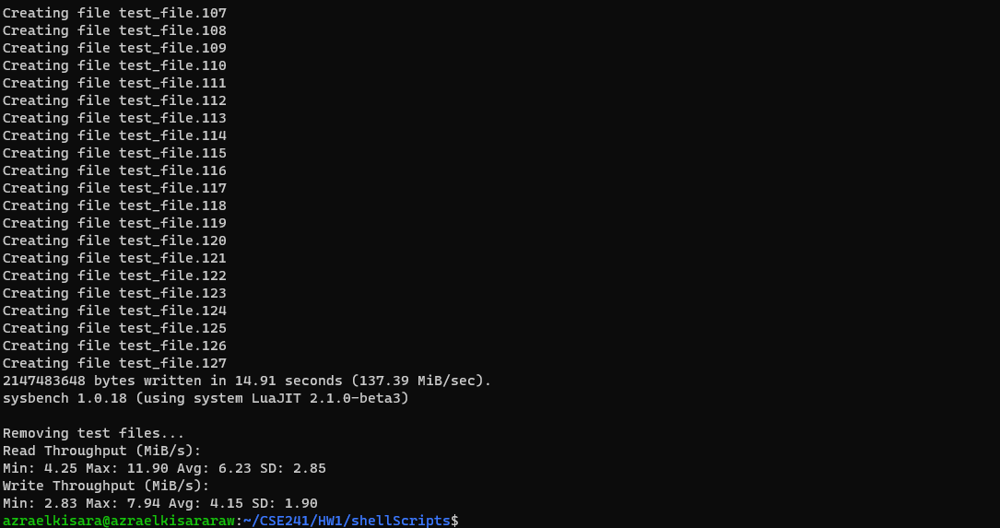 Creating file test_file.107
Creating file test_file.108
Creating file test_file.109
Creating file test_file.110
Creating file test_file.111
Creating file test_file.112
Creating file test_file.113
Creating file test_file.114
Creating file test_file.115
Creating file test_file.116
Creating file test_file.117
Creating file test_file.118
Creating file test_file.119
Creating file test_file.120
Creating file test_file.121
Creating file test_file.122
Creating file test_file.123
Creating file test_file.124
Creating file test_file.125
Creating file test_file.126
Creating file test_file.127
2147483648 bytes written in 14.91 seconds (137.39 MiB/sec).
sysbench 1.0.18 (using system LuaJIT 2.1.0-beta3)

Removing test files...
Read Throughput (MiB/s):
Min: 4.25 Max: 11.90 Avg: 6.23 SD: 2.85
Write Throughput (MiB/s):
Min: 2.83 Max: 7.94 Avg: 4.15 SD: 1.90
azraelkisara@azraelkisararaw:~/CSE241/HW1/shellScripts$